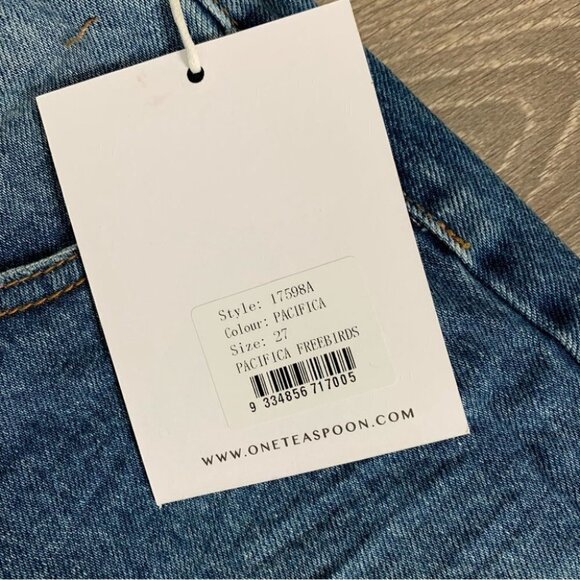 Style: 17598A
Colour: PACIFICA
Size: 27
PACIFICA FREEBIRDS
9 334856 717005
WWW.ONETEASPOON.COM